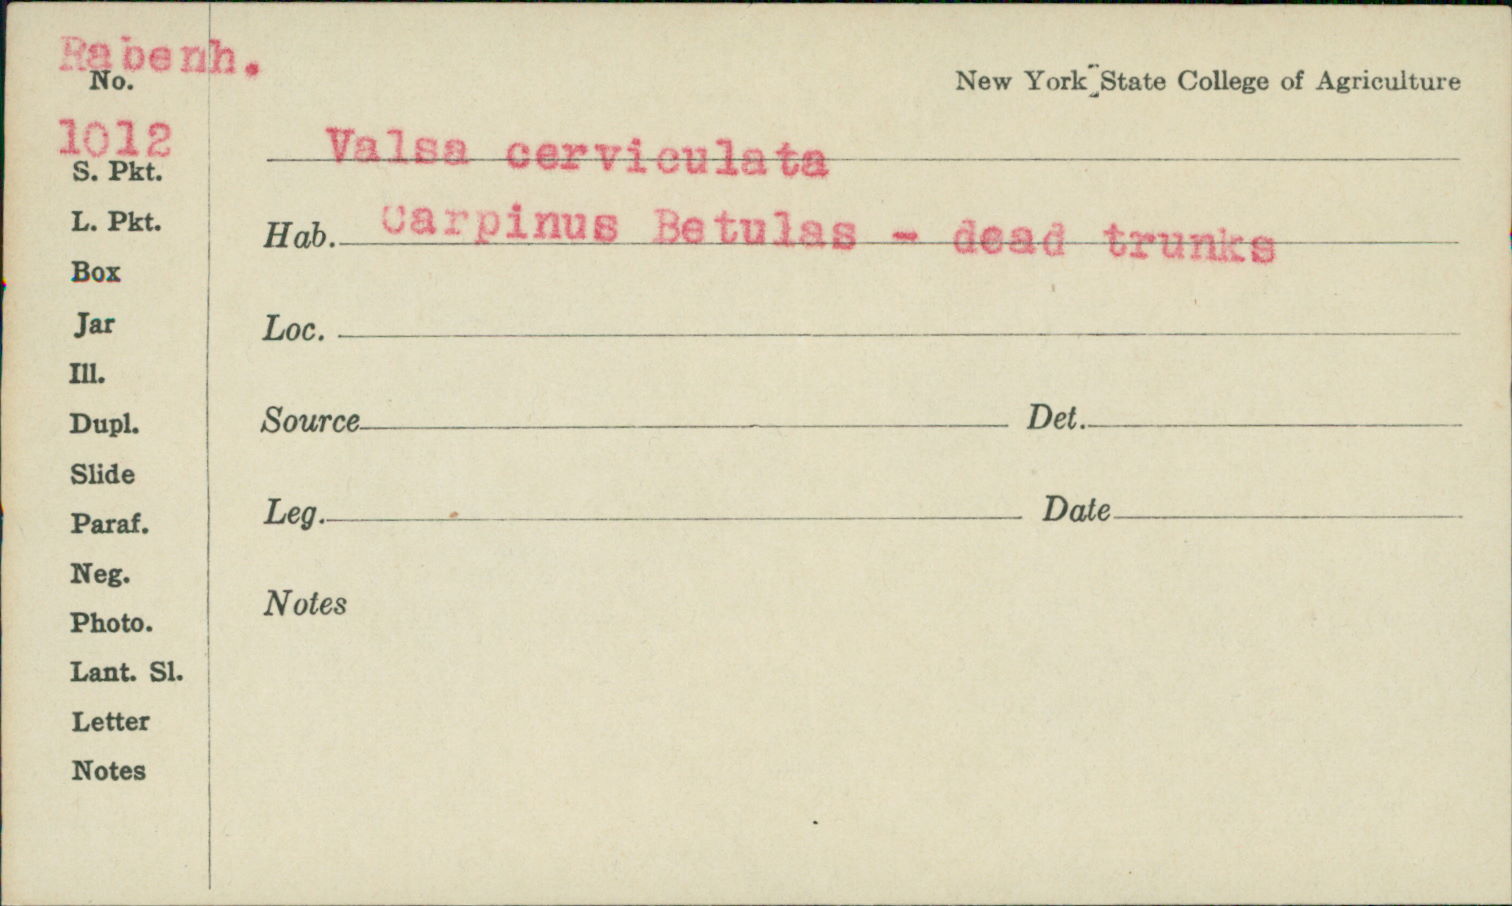 Rabenh.
No.
New York State College of Agriculture
1012
Valsa cerviculata
S. Pkt.
L. Pkt.
Hab. Carpinus Betulas - dead trunks
Box
Jar
Loc.
Ill.
Dupl.
Source Det.
Slide
Leg. Date
Paraf.
Neg.
Notes
Photo.
Lant. Sl.
Letter
Notes